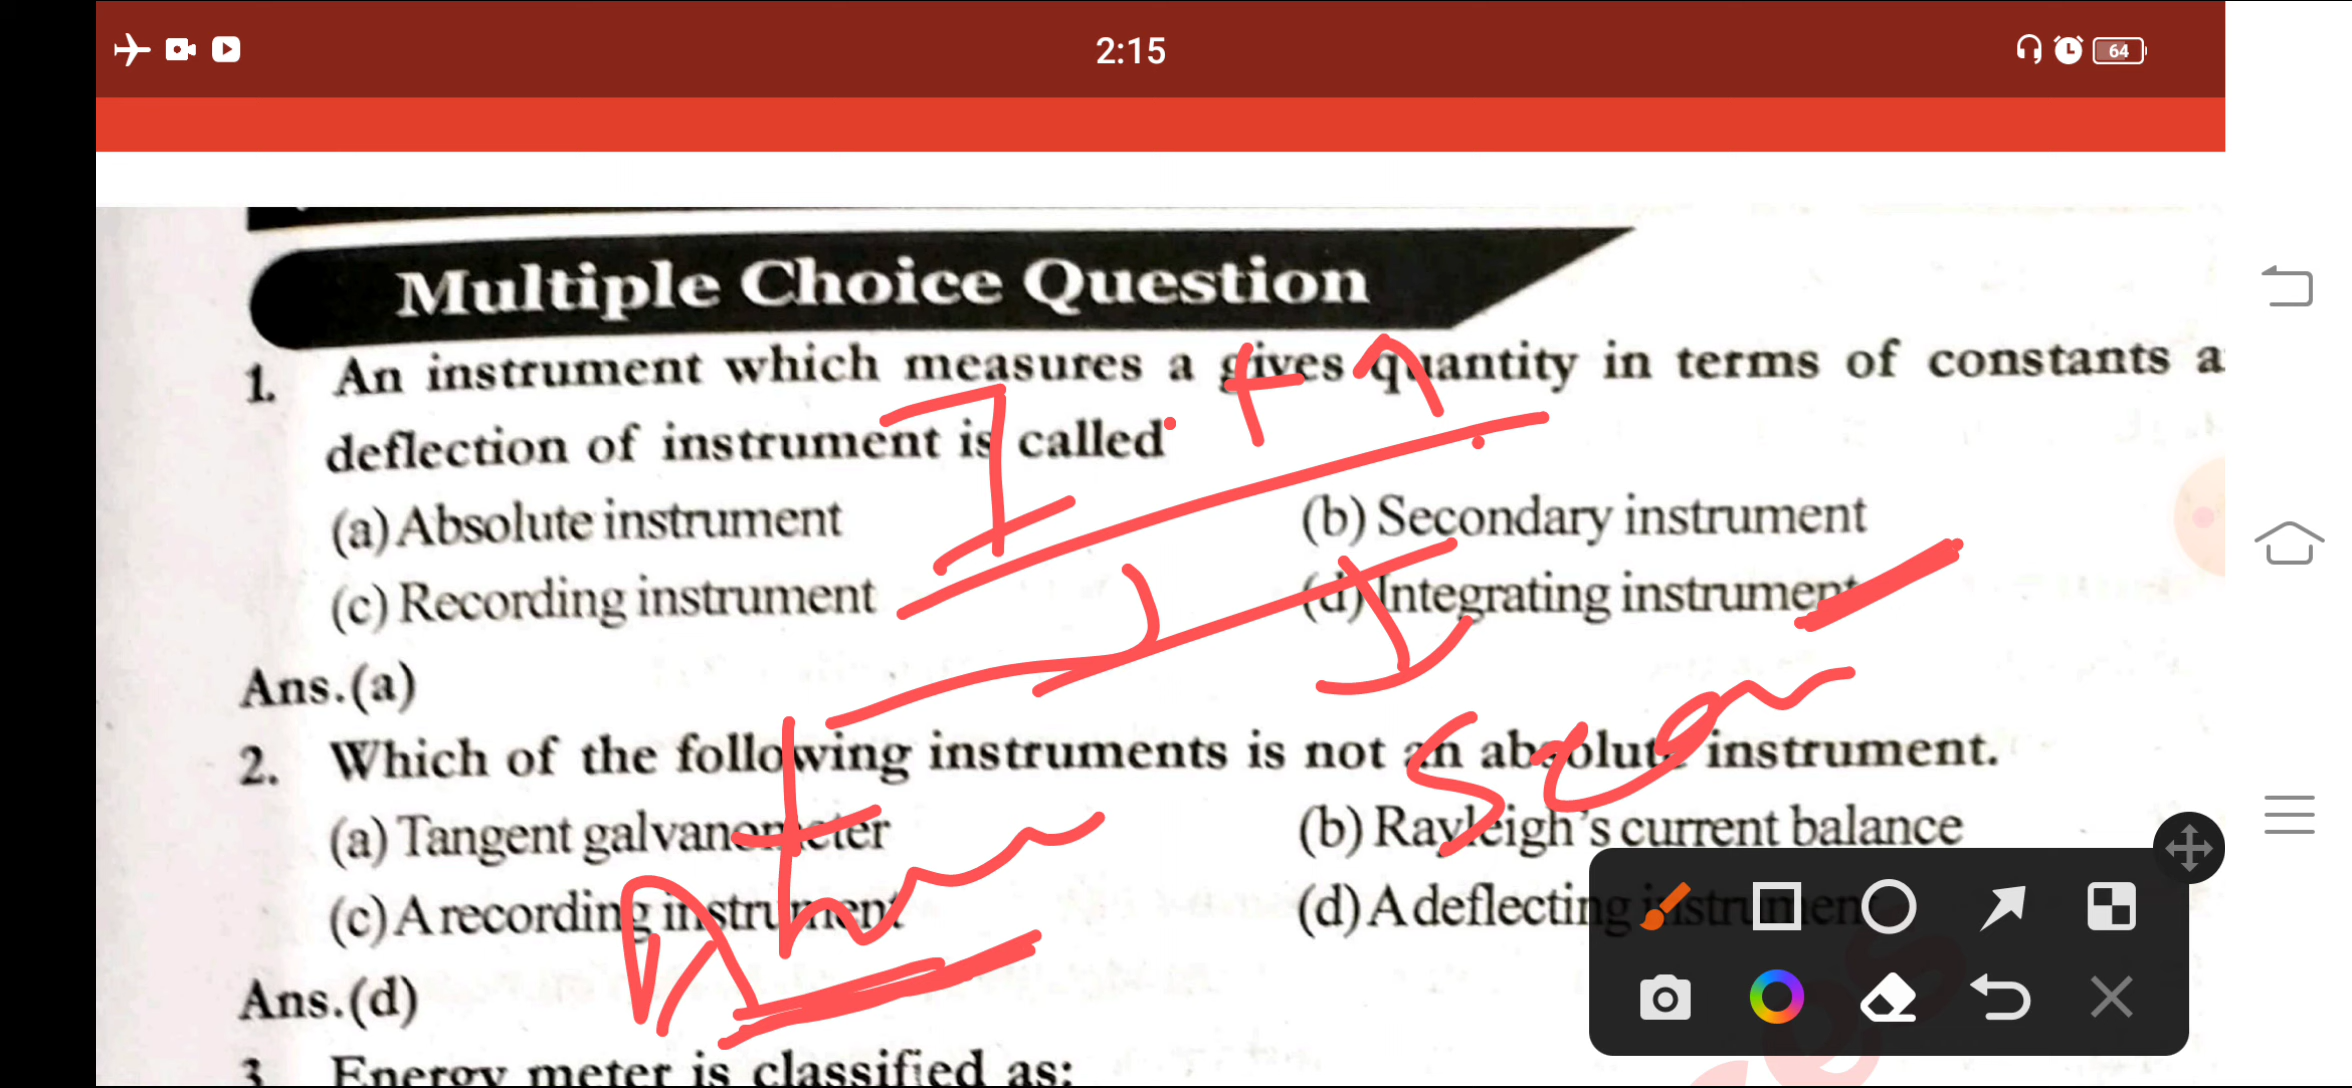 2:15
64
Multiple Choice Question
1. An instrument which measures a gives quantity in terms of constants a
deflection of instrument is called
(a) Absolute instrument (b) Secondary instrument
(c) Recording instrument (d) Integrating instrument
Ans.(a)
2. Which of the following instruments is not an absolute instrument.
(a) Tangent galvanometer (b) Rayleigh's current balance
(c) A recording instrument (d) A deflecting instrument
Ans.(d)
3 Energy meter is classified as: